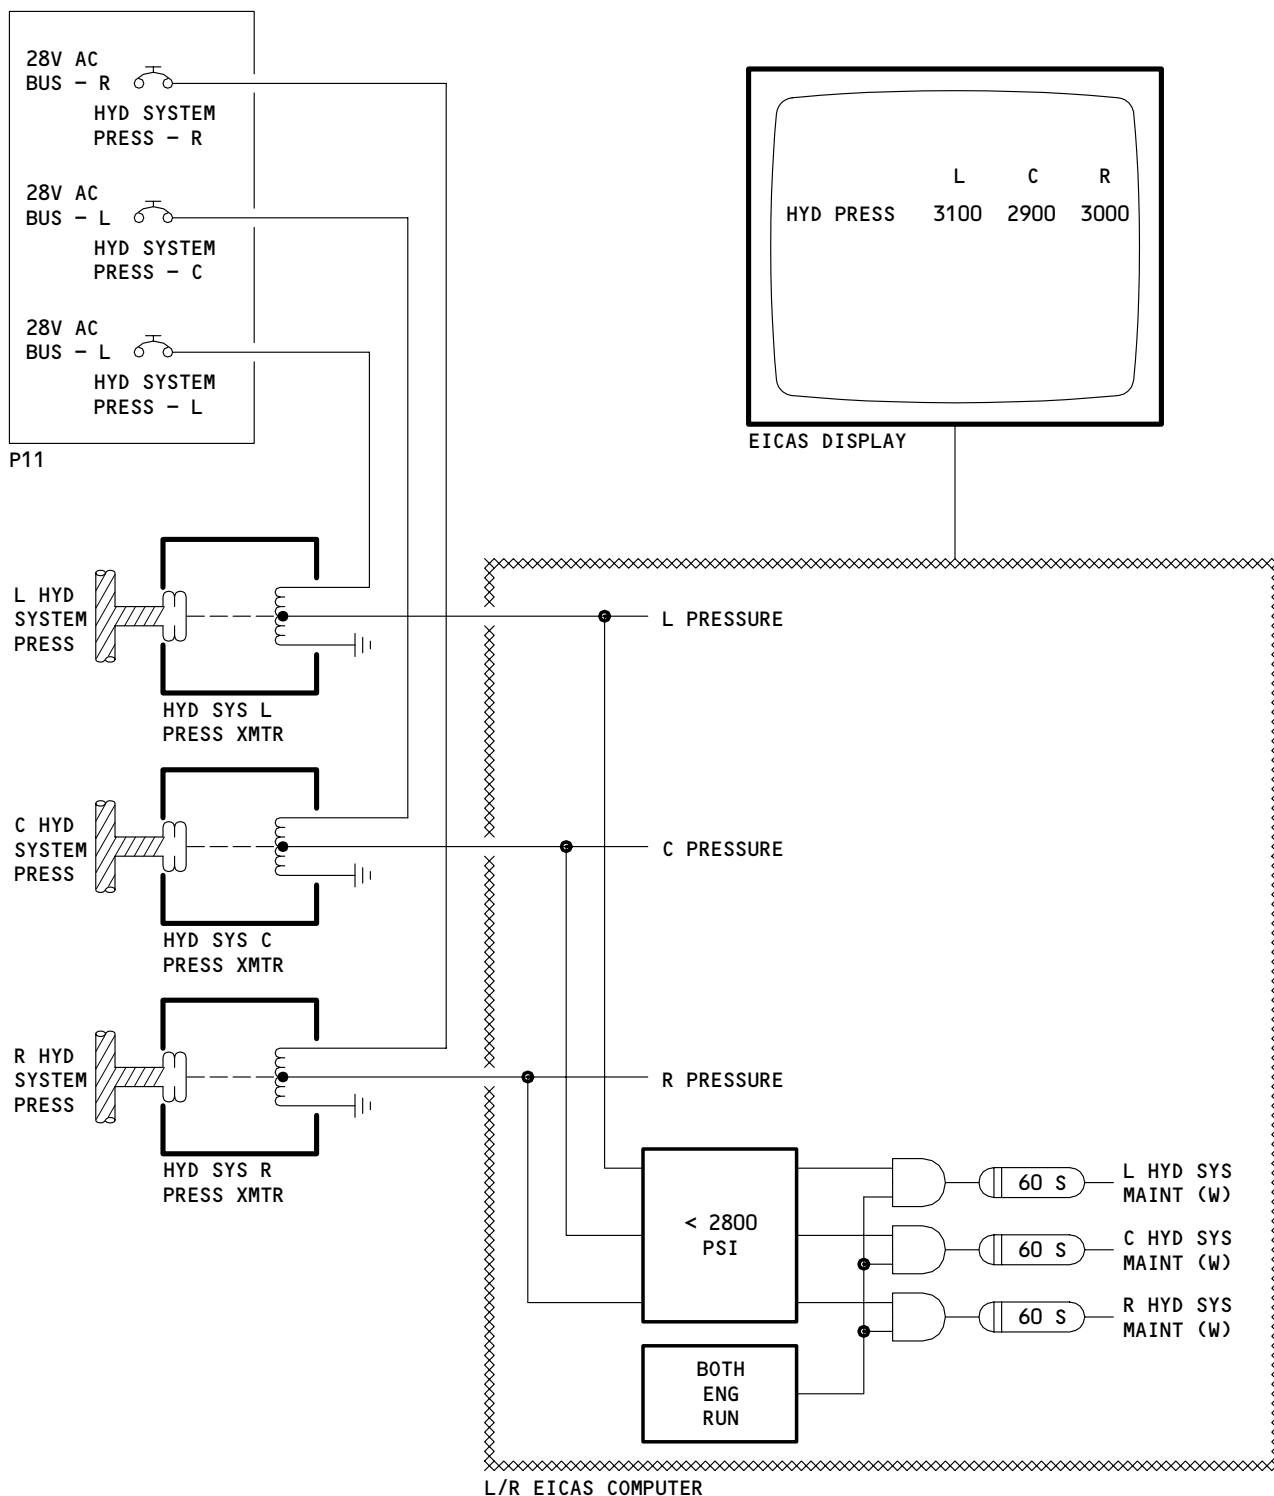 28V AC
BUS – R
HYD SYSTEM
PRESS – R
28V AC
BUS – L
HYD SYSTEM
PRESS – C
28V AC
BUS – L
HYD SYSTEM
PRESS – L
P11
L C R
HYD PRESS 3100 2900 3000
EICAS DISPLAY
L HYD
SYSTEM
PRESS
HYD SYS L
PRESS XMTR
L PRESSURE
C HYD
SYSTEM
PRESS
HYD SYS C
PRESS XMTR
C PRESSURE
R HYD
SYSTEM
PRESS
HYD SYS R
PRESS XMTR
R PRESSURE
< 2800
PSI
BOTH
ENG
RUN
60 S
L HYD SYS
MAINT (W)
60 S
C HYD SYS
MAINT (W)
60 S
R HYD SYS
MAINT (W)
L/R EICAS COMPUTER